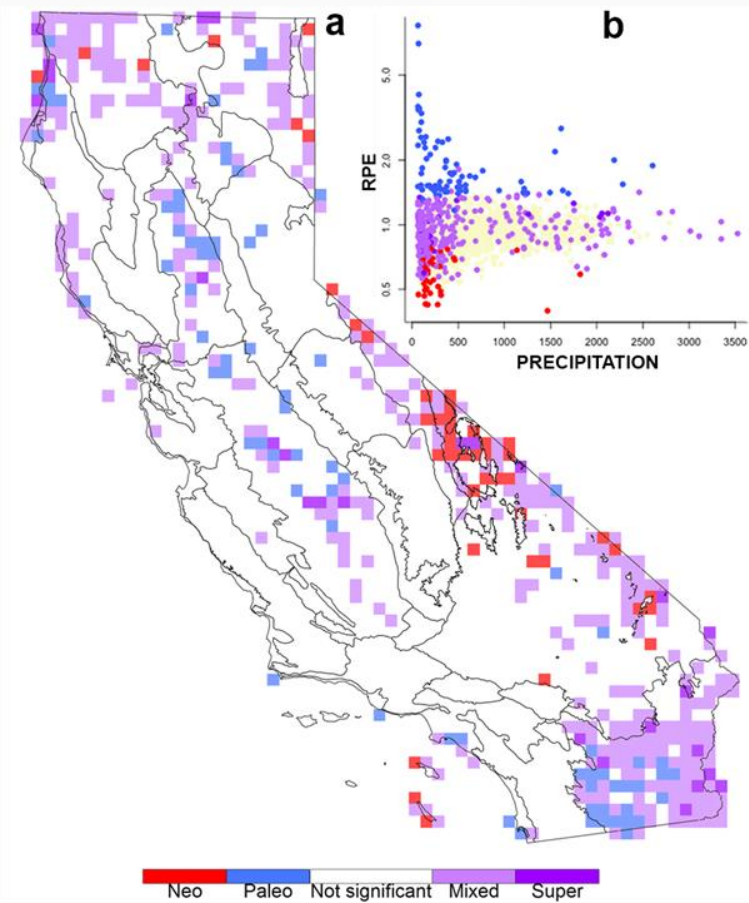 a
b
5.0
2.0
1.0
0.5
RPE
0 500 1000 1500 2000 2500 3000 3500
PRECIPITATION
Neo Paleo Not significant Mixed Super